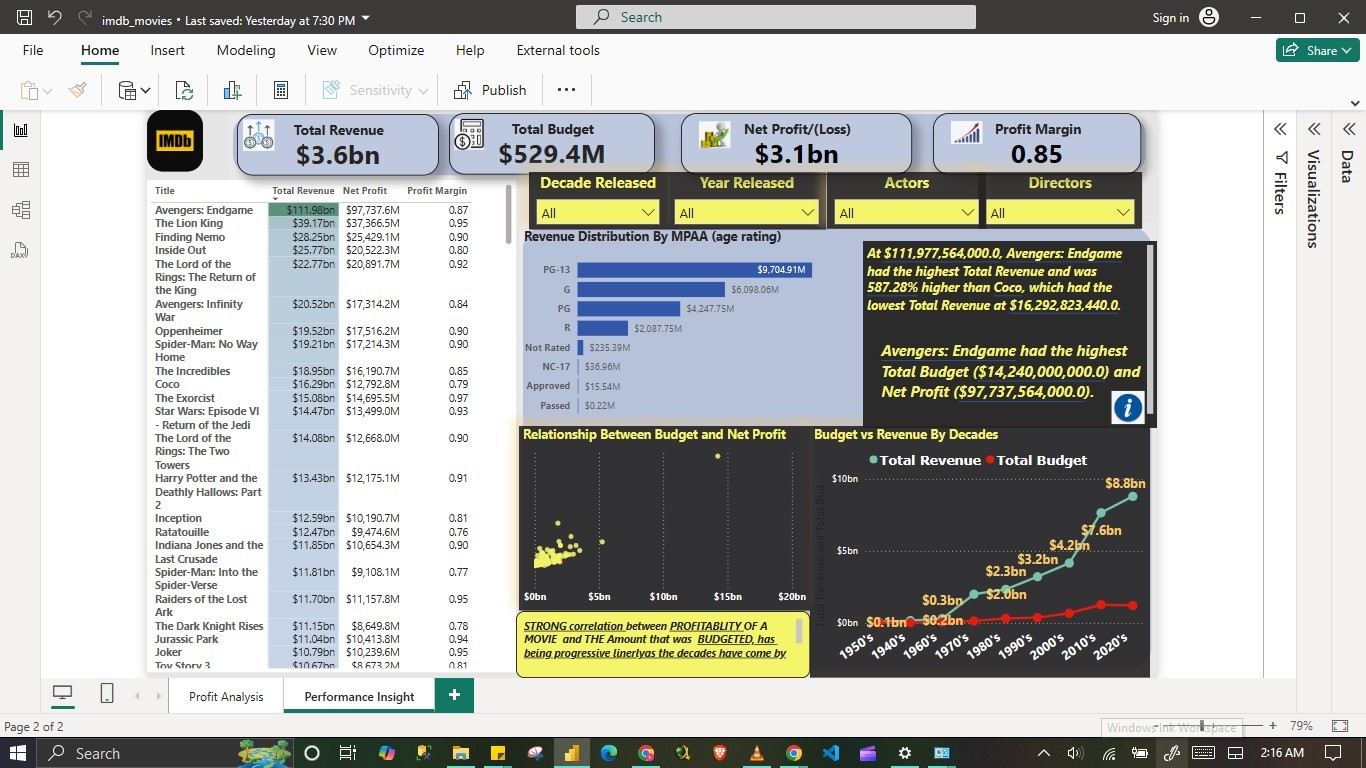 imdb_movies • Last saved: Yesterday at 7:30 PM
Search
Sign in
File
Home
Insert
Modeling
View
Optimize
Help
External tools
Share
Sensitivity
Publish
IMDb
Total Revenue
$3.6bn
Total Budget
$529.4M
Net Profit/(Loss)
$3.1bn
Profit Margin
0.85
Title Total Revenue Net Profit Profit Margin
Avengers: Endgame $111.98bn $97,737.6M 0.87
The Lion King $39.17bn $37,366.5M 0.95
Finding Nemo $28.25bn $25,429.1M 0.90
Inside Out $25.77bn $20,522.3M 0.80
The Lord of the $22.77bn $20,891.7M 0.92
Rings: The Return of
the King
Avengers: Infinity $20.52bn $17,314.2M 0.84
War
Oppenheimer $19.52bn $17,516.2M 0.90
Spider-Man: No Way $19.21bn $17,214.3M 0.90
Home
The Incredibles $18.95bn $16,190.7M 0.85
Coco $16.29bn $12,792.8M 0.79
The Exorcist $15.08bn $14,695.5M 0.97
Star Wars: Episode VI $14.47bn $13,499.0M 0.93
- Return of the Jedi
The Lord of the $14.08bn $12,668.0M 0.90
Rings: The Two
Towers
Harry Potter and the $13.43bn $12,175.1M 0.91
Deathly Hallows: Part
2
Inception $12.59bn $10,190.7M 0.81
Ratatouille $12.47bn $9,474.6M 0.76
Indiana Jones and the $11.85bn $10,654.3M 0.90
Last Crusade
Spider-Man: Into the $11.81bn $9,108.1M 0.77
Spider-Verse
Raiders of the Lost $11.70bn $11,157.8M 0.95
Ark
The Dark Knight Rises $11.15bn $8,649.8M 0.78
Jurassic Park $11.04bn $10,413.8M 0.94
Joker $10.79bn $10,239.6M 0.95
Toy Story 3 $10.67bn $8,673.2M 0.81
Decade Released
All
Year Released
All
Actors
All
Directors
All
Revenue Distribution By MPAA (age rating)
PG-13 $9,704.91M
G $6,098.06M
PG $4,247.75M
R $2,087.75M
Not Rated $235.39M
NC-17 $36.96M
Approved $15.54M
Passed $0.22M
At $111,977,564,000.0, Avengers: Endgame
had the highest Total Revenue and was
587.28% higher than Coco, which had the
lowest Total Revenue at $16,292,823,440.0.
Avengers: Endgame had the highest
Total Budget ($14,240,000,000.0) and
Net Profit ($97,737,564,000.0).
i
Relationship Between Budget and Net Profit
$0bn $5bn $10bn $15bn $20bn
STRONG correlation between PROFITABLITY OF A
MOVIE and THE Amount that was BUDGETED, has
being progressive linerlyas the decades have come by
Budget vs Revenue By Decades
Total Revenue Total Budget
Total Revenue and Total Bud...
$10bn
$5bn
$0bn
$0.1bn
$0.3bn
$0.2bn
$2.3bn
$2.0bn
$3.2bn
$4.2bn
$7.6bn
$8.8bn
1950's 1940's 1960's 1970's 1980's 1990's 2000's 2010's 2020's
Filters
Visualizations
Data
DAX
Profit Analysis
Performance Insight
+
Page 2 of 2
Windows Ink Workspace
- + 79%
Search
2:16 AM